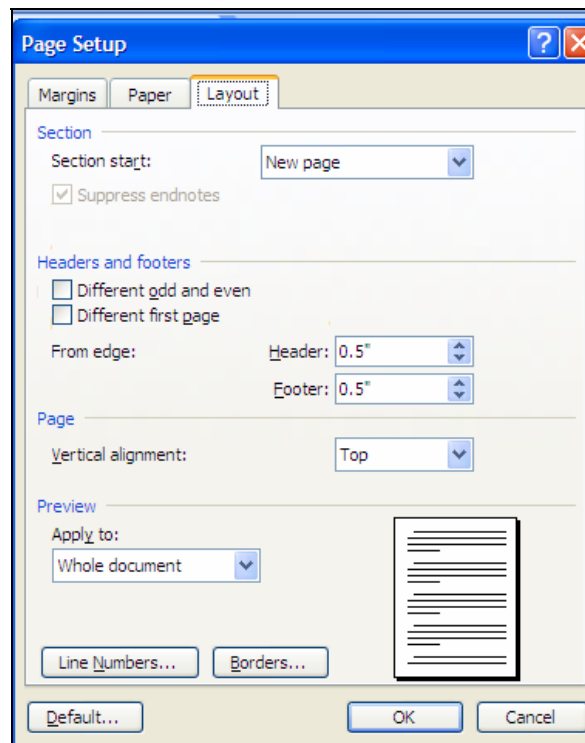 Page Setup
Margins Paper Layout
Section
Section start: New page
Suppress endnotes
Headers and footers
Different odd and even
Different first page
From edge: Header: 0.5"
Footer: 0.5"
Page
Vertical alignment: Top
Preview
Apply to:
Whole document
Line Numbers... Borders...
Default... OK Cancel